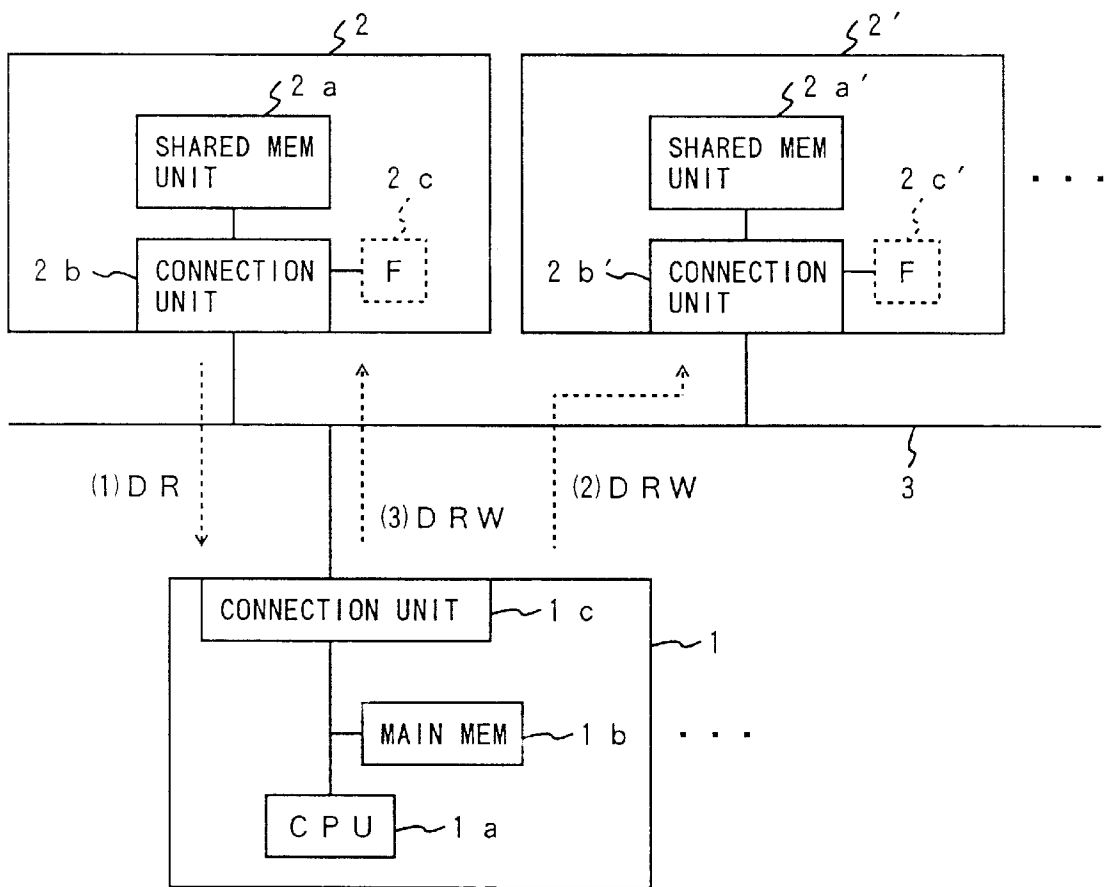 2
2′
2 a
2 a′
SHARED MEM
UNIT
SHARED MEM
UNIT
2 c
2 c′
2 b
CONNECTION
UNIT
F
2 b′
CONNECTION
UNIT
F
. . .
(1) D R
(3) D R W
(2) D R W
3
CONNECTION UNIT
1 c
1
MAIN MEM
1 b
. . .
C P U
1 a